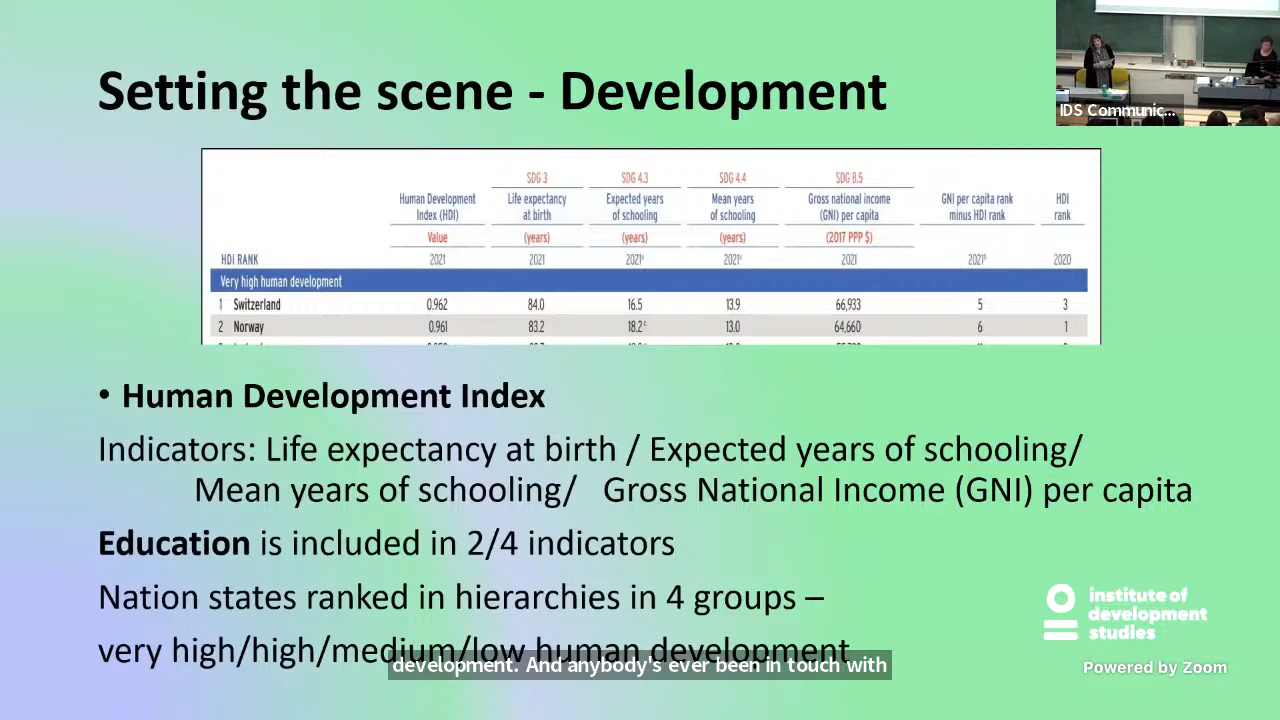 Setting the scene - Development
IDS Communic...
SDG 3 SDG 4.3 SDG 4.4 SDG 8.5
Human Development Life expectancy Expected years Mean years Gross national income GNI per capita rank HDI
Index (HDI) at birth of schooling of schooling (GNI) per capita minus HDI rank rank
Value (years) (years) (years) (2017 PPP $)
HDI RANK 2021 2021 2021ª 2021ª 2021 2021ᵇ 2020
Very high human development
1 Switzerland 0.962 84.0 16.5 13.9 66,933 5 3
2 Norway 0.961 83.2 18.2ᶜ 13.0 64,660 6 1
• Human Development Index
Indicators: Life expectancy at birth / Expected years of schooling/
Mean years of schooling/ Gross National Income (GNI) per capita
Education is included in 2/4 indicators
Nation states ranked in hierarchies in 4 groups –
very high/high/medium/low human development
institute of
development
studies
development. And anybody's ever been in touch with
Powered by Zoom